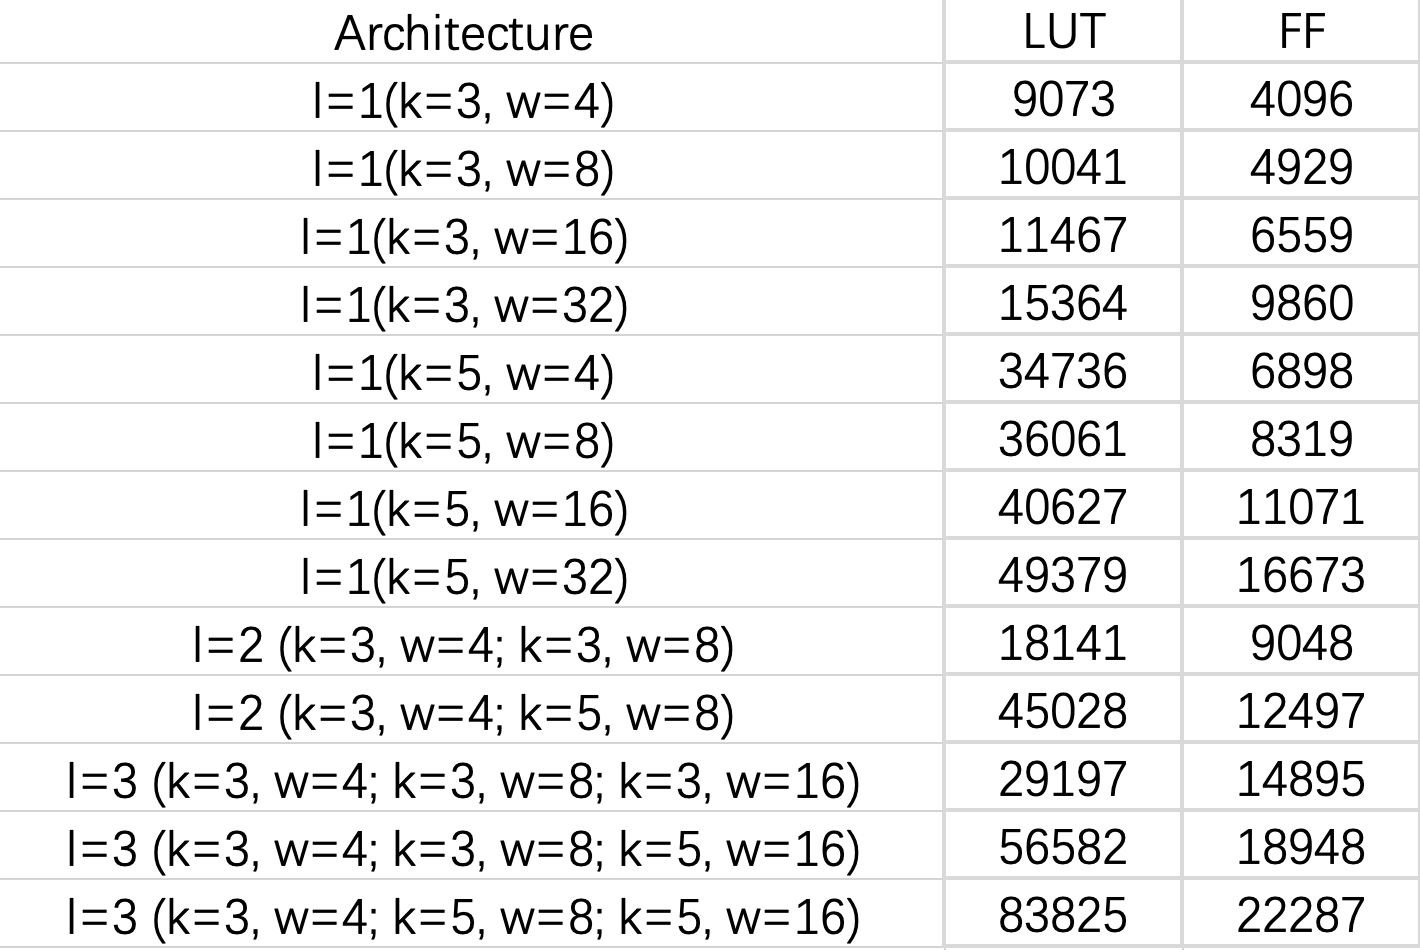 Architecture LUT FF
l=1(k=3, w=4) 9073 4096
l=1(k=3, w=8) 10041 4929
l=1(k=3, w=16) 11467 6559
l=1(k=3, w=32) 15364 9860
l=1(k=5, w=4) 34736 6898
l=1(k=5, w=8) 36061 8319
l=1(k=5, w=16) 40627 11071
l=1(k=5, w=32) 49379 16673
l=2 (k=3, w=4; k=3, w=8) 18141 9048
l=2 (k=3, w=4; k=5, w=8) 45028 12497
l=3 (k=3, w=4; k=3, w=8; k=3, w=16) 29197 14895
l=3 (k=3, w=4; k=3, w=8; k=5, w=16) 56582 18948
l=3 (k=3, w=4; k=5, w=8; k=5, w=16) 83825 22287